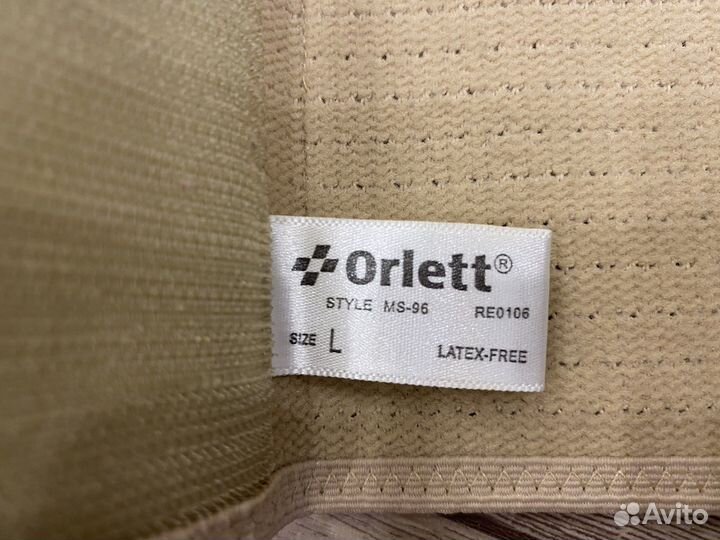 Orlett®
STYLE MS-96 RE0106
SIZE L LATEX-FREE
Avito